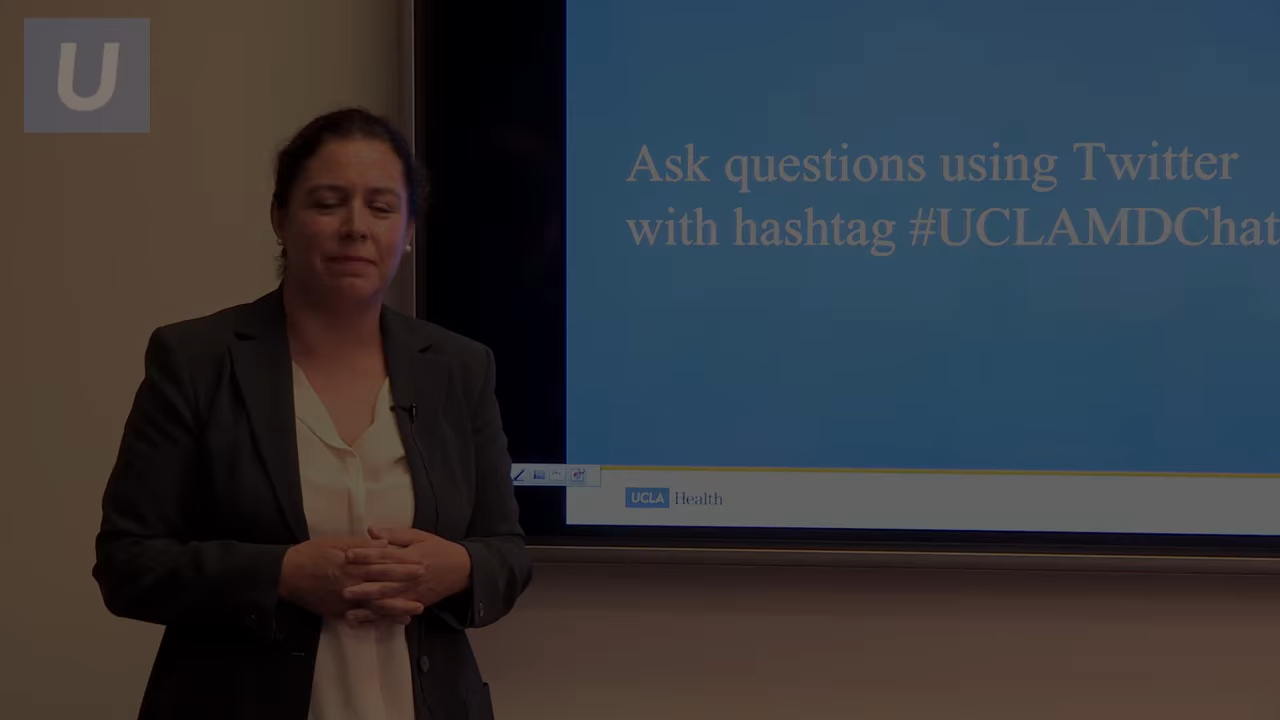 U
Ask questions using Twitter
with hashtag #UCLAMDChat
UCLA Health